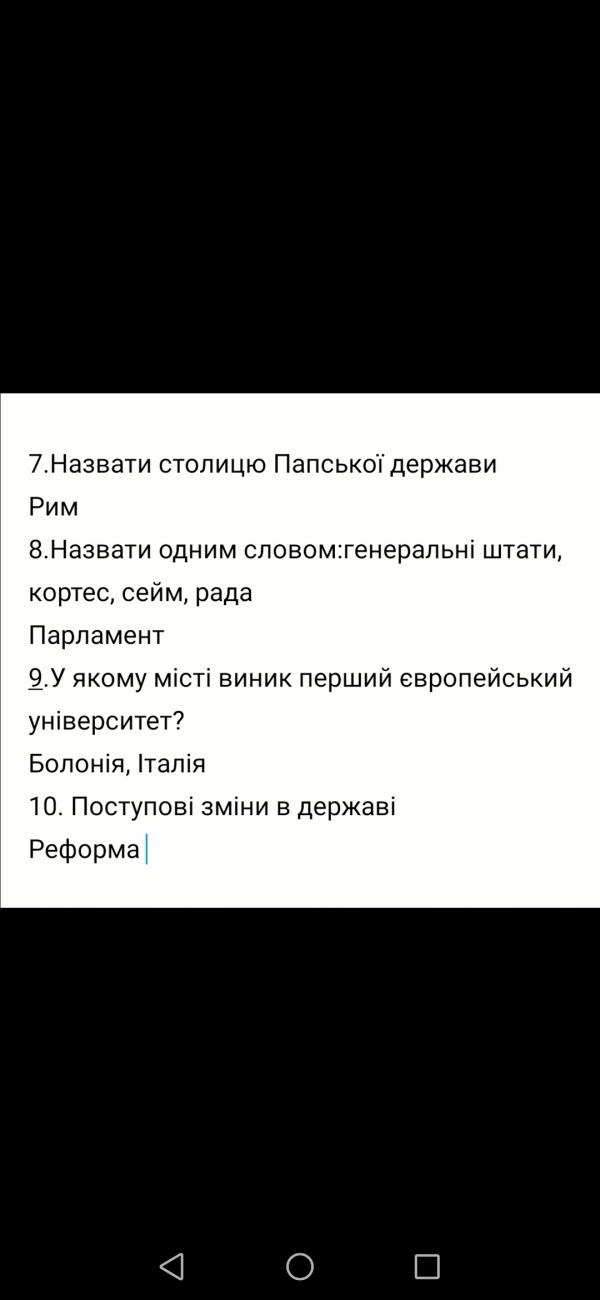 7.Назвати столицю Папської держави
Рим
8.Назвати одним словом:генеральні штати,
кортес, сейм, рада
Парламент
9.У якому місті виник перший європейський
університет?
Болонія, Італія
10. Поступові зміни в державі
Реформа